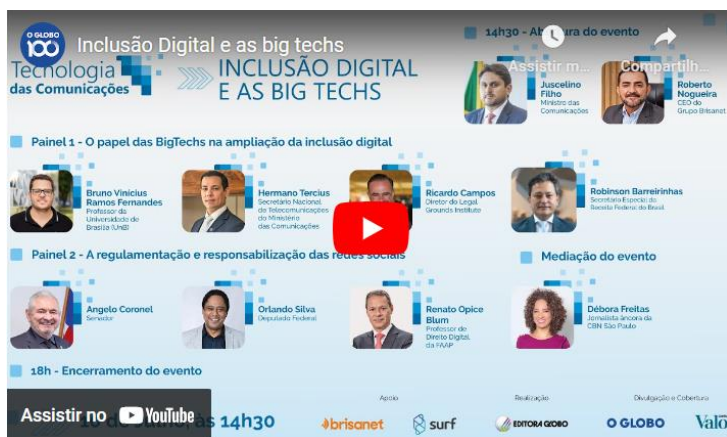 O GLOBO
100
Inclusão Digital e as big techs
Tecnologia
das Comunicações
INCLUSÃO DIGITAL
E AS BIG TECHS
14h30 - Abertura do evento
Assistir m...
Compartilh...
Juscelino
Filho
Ministro das
Comunicações
Roberto
Nogueira
CEO do
Grupo Brisanet
Painel 1 - O papel das BigTechs na ampliação da inclusão digital
Bruno Vinicius
Ramos Fernandes
Professor da
Universidade de
Brasília (UnB)
Hermano Tercius
Secretário Nacional
de Telecomunicações
do Ministério
das Comunicações
Ricardo Campos
Diretor do Legal
Grounds Institute
Robinson Barreirinhas
Secretaria Especial da
Receita Federal do Brasil
Painel 2 - A regulamentação e responsabilização das redes sociais
Mediação do evento
Angelo Coronel
Senador
Orlando Silva
Deputado Federal
Renato Opice
Blum
Professor de
Direito Digital
da FAAP
Débora Freitas
Jornalista âncora da
CBN São Paulo
18h - Encerramento do evento
Assistir no YouTube
às 14h30
Apoio
brisanet
surf
Realização
EDITORA GLOBO
Divulgação e Cobertura
O GLOBO
Valo